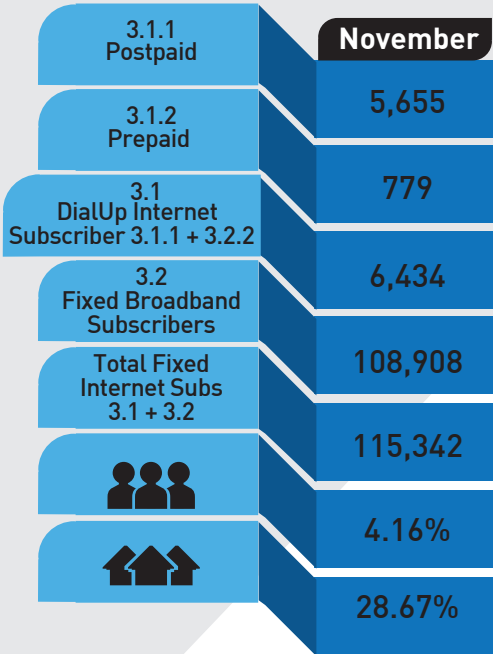 3.1.1
Postpaid
November
5,655
3.1.2
Prepaid
779
3.1
DialUp Internet
Subscriber 3.1.1 + 3.2.2
6,434
3.2
Fixed Broadband
Subscribers
108,908
Total Fixed
Internet Subs
3.1 + 3.2
115,342
4.16%
28.67%